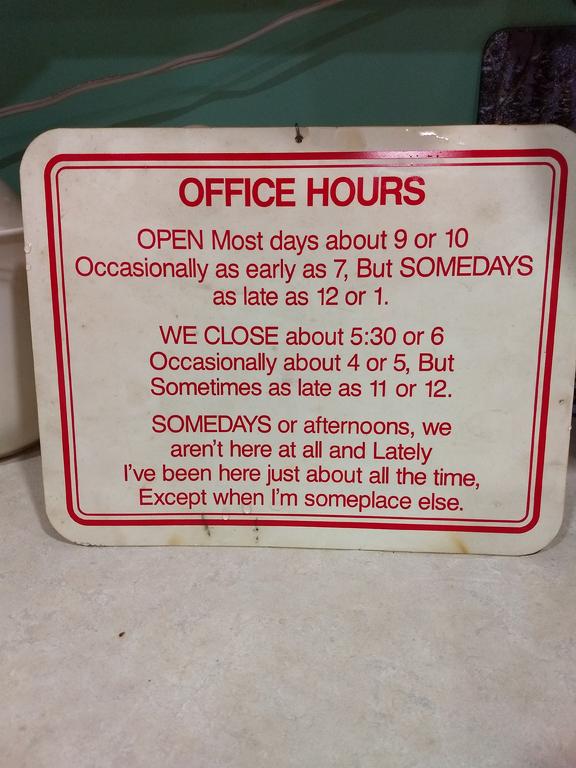 OFFICE HOURS
OPEN Most days about 9 or 10
Occasionally as early as 7, But SOMEDAYS
as late as 12 or 1.
WE CLOSE about 5:30 or 6
Occasionally about 4 or 5, But
Sometimes as late as 11 or 12.
SOMEDAYS or afternoons, we
aren't here at all and Lately
I've been here just about all the time,
Except when I'm someplace else.